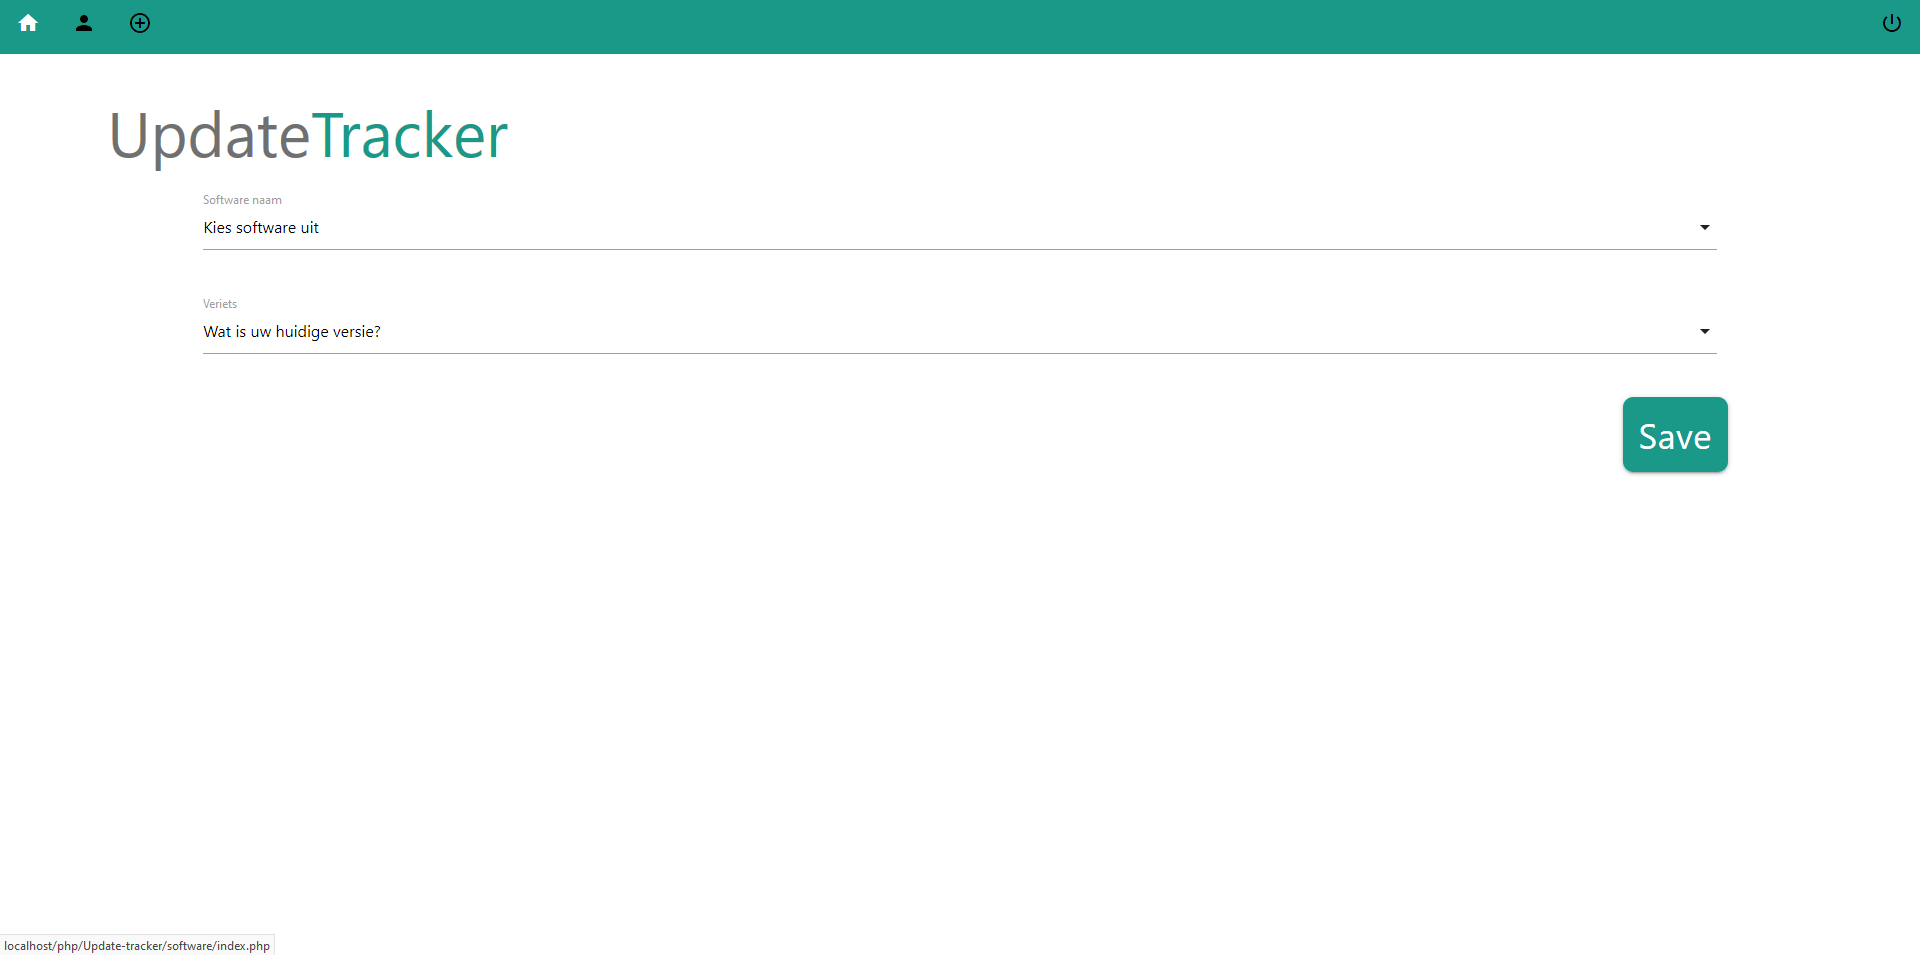 UpdateTracker
Software naam
Kies software uit
Veriets
Wat is uw huidige versie?
Save
localhost/php/Update-tracker/software/index.php